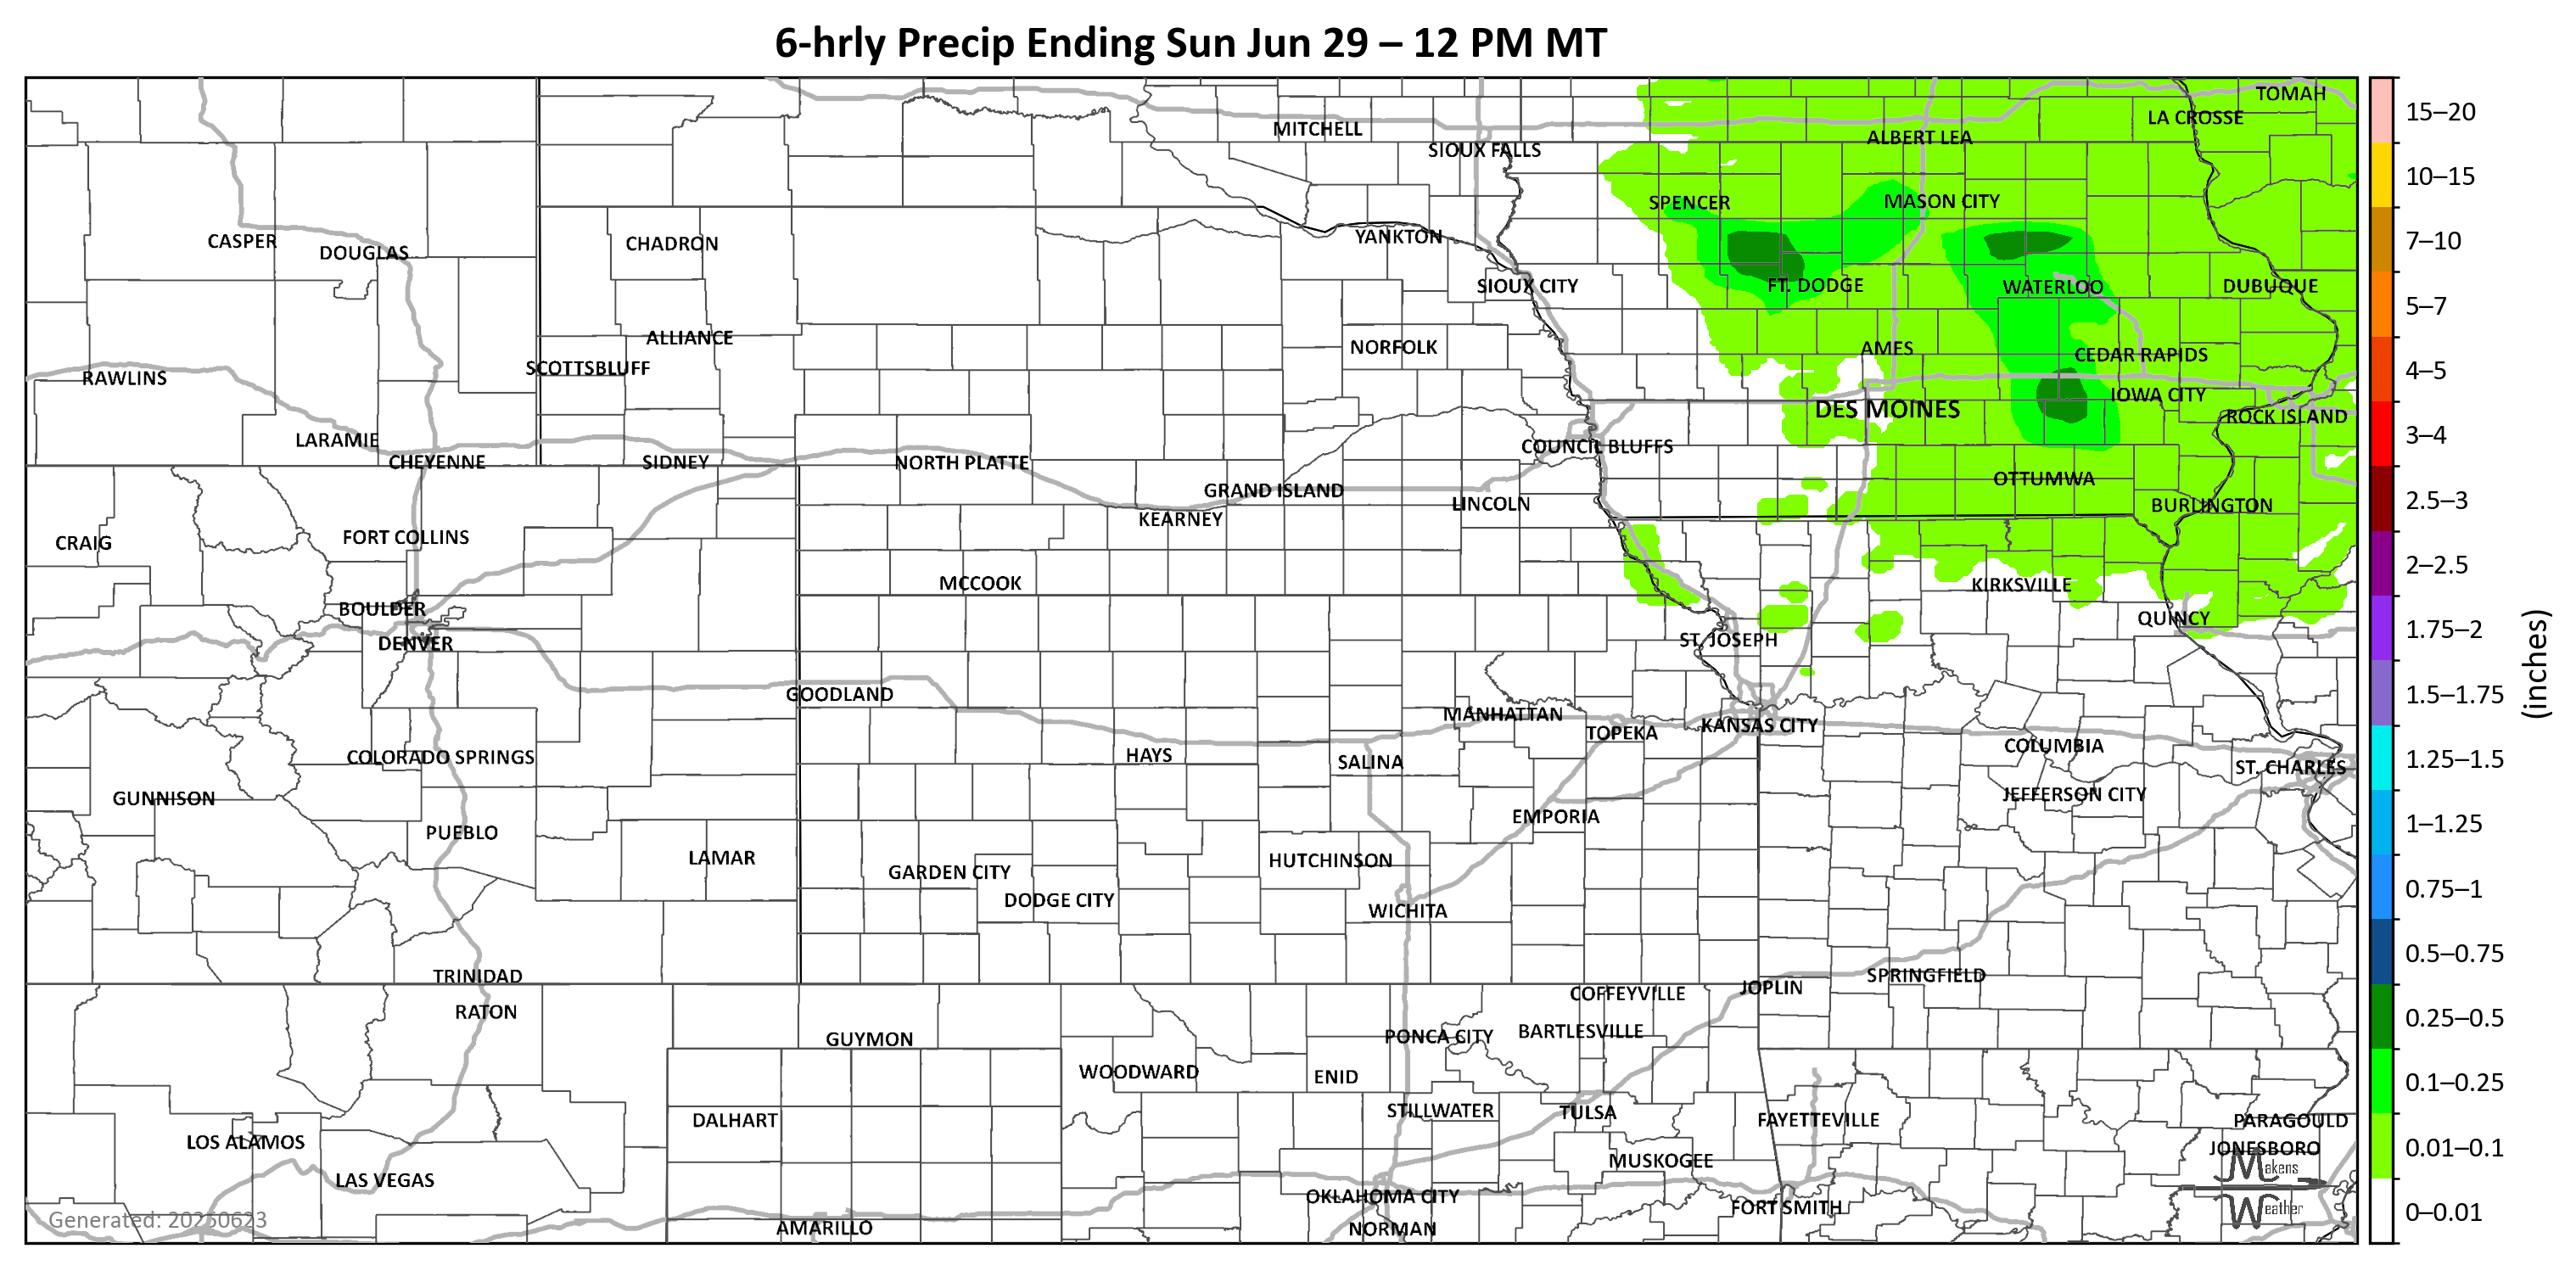 6-hrly Precip Ending Sun Jun 29 – 12 PM MT
TOMAH
LA CROSSE
MITCHELL
ALBERT LEA
SIOUX FALLS
SPENCER
MASON CITY
CASPER
DOUGLAS
CHADRON
YANKTON
SIOUX CITY
FT. DODGE
WATERLOO
DUBUQUE
ALLIANCE
NORFOLK
AMES
CEDAR RAPIDS
SCOTTSBLUFF
RAWLINS
IOWA CITY
DES MOINES
ROCK ISLAND
LARAMIE
COUNCIL BLUFFS
CHEYENNE
SIDNEY
NORTH PLATTE
OTTUMWA
GRAND ISLAND
LINCOLN
BURLINGTON
KEARNEY
FORT COLLINS
CRAIG
MCCOOK
KIRKSVILLE
BOULDER
QUINCY
DENVER
ST. JOSEPH
GOODLAND
MANHATTAN
KANSAS CITY
TOPEKA
COLUMBIA
COLORADO SPRINGS
HAYS
SALINA
ST. CHARLES
GUNNISON
JEFFERSON CITY
EMPORIA
PUEBLO
LAMAR
HUTCHINSON
GARDEN CITY
DODGE CITY
WICHITA
TRINIDAD
SPRINGFIELD
JOPLIN
COFFEYVILLE
RATON
BARTLESVILLE
PONCA CITY
GUYMON
WOODWARD
ENID
STILLWATER
TULSA
DALHART
FAYETTEVILLE
PARAGOULD
LOS ALAMOS
JONESBORO
MUSKOGEE
LAS VEGAS
OKLAHOMA CITY
FORT SMITH
AMARILLO
NORMAN
Generated: 20250623
Makens
Weather
15–20
10–15
7–10
5–7
4–5
3–4
2.5–3
2–2.5
1.75–2
1.5–1.75
1.25–1.5
1–1.25
0.75–1
0.5–0.75
0.25–0.5
0.1–0.25
0.01–0.1
0–0.01
(inches)